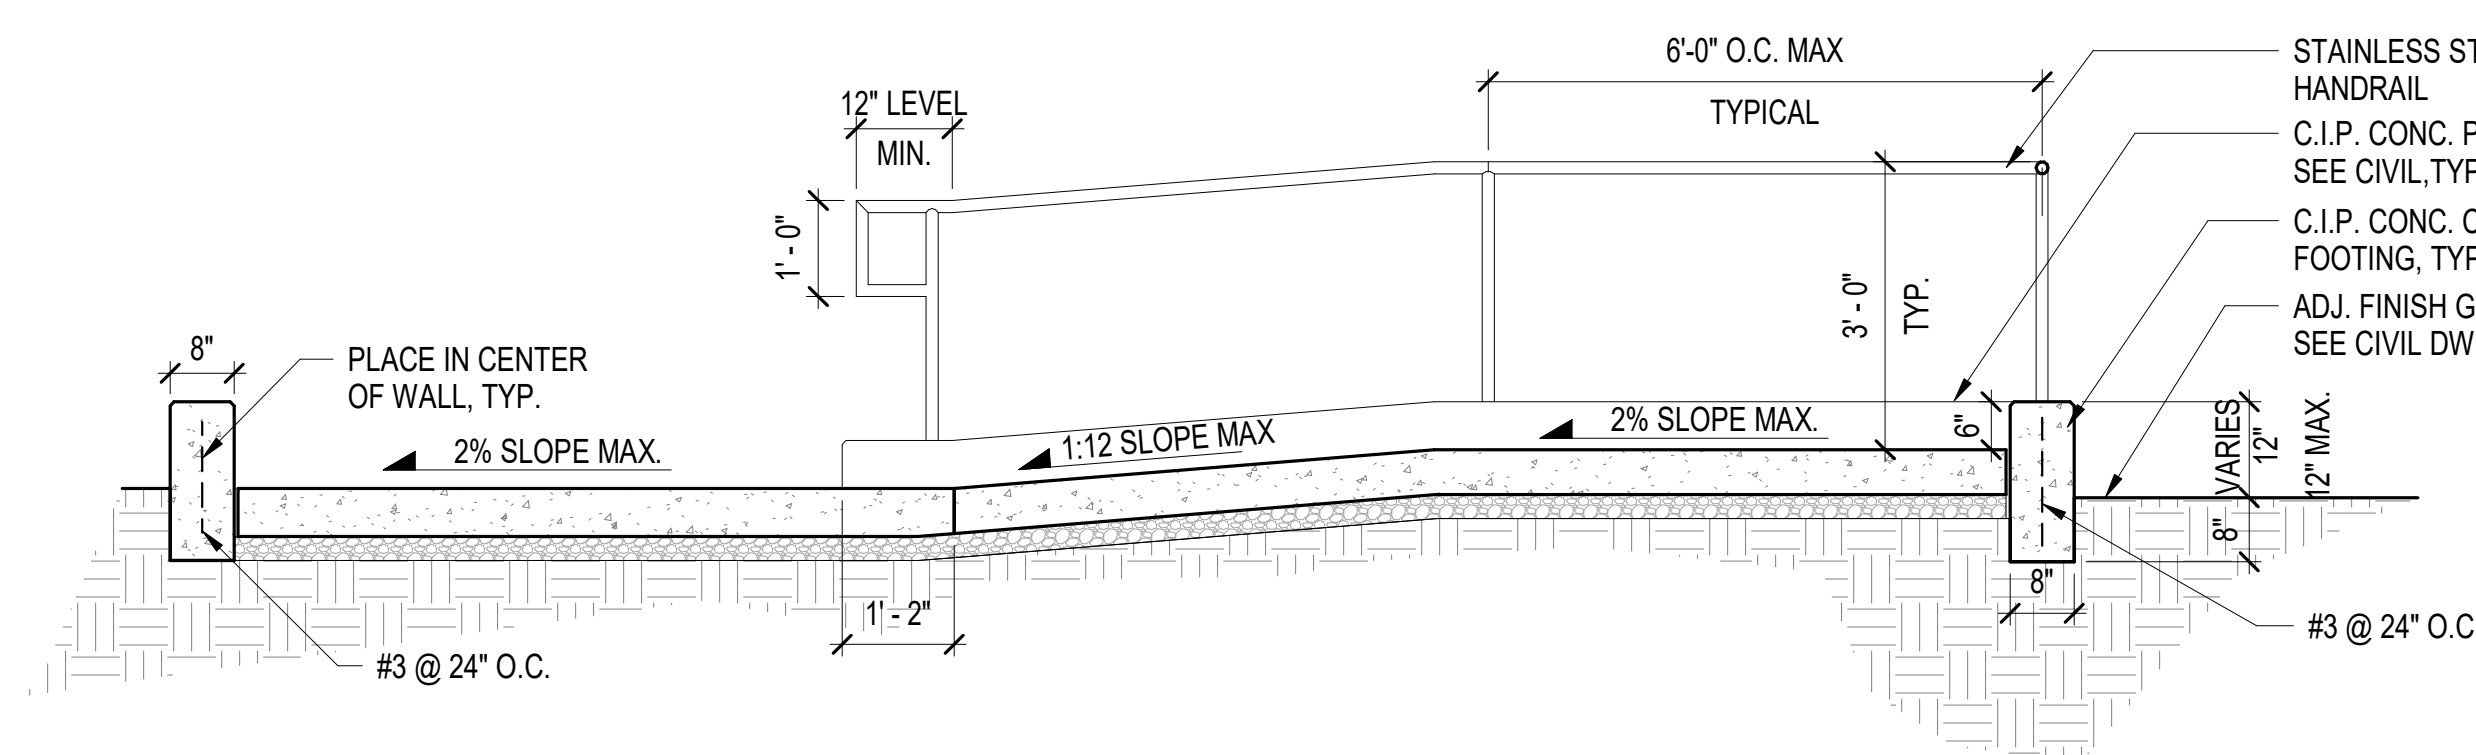 6'-0" O.C. MAX
TYPICAL
12" LEVEL
MIN.
STAINLESS
HANDRAIL
C.I.P. CONC.
SEE CIVIL,TYP
C.I.P. CONC.
FOOTING, TYP
ADJ. FINISH
SEE CIVIL
1' - 0"
3' - 0"
TYP.
8"
PLACE IN CENTER
OF WALL, TYP.
2% SLOPE MAX.
1:12 SLOPE MAX
2% SLOPE MAX.
6"
VARIES
12"
12" MAX.
8"
8"
1' - 2"
#3 @ 24" O.C.
#3 @ 24" O.C